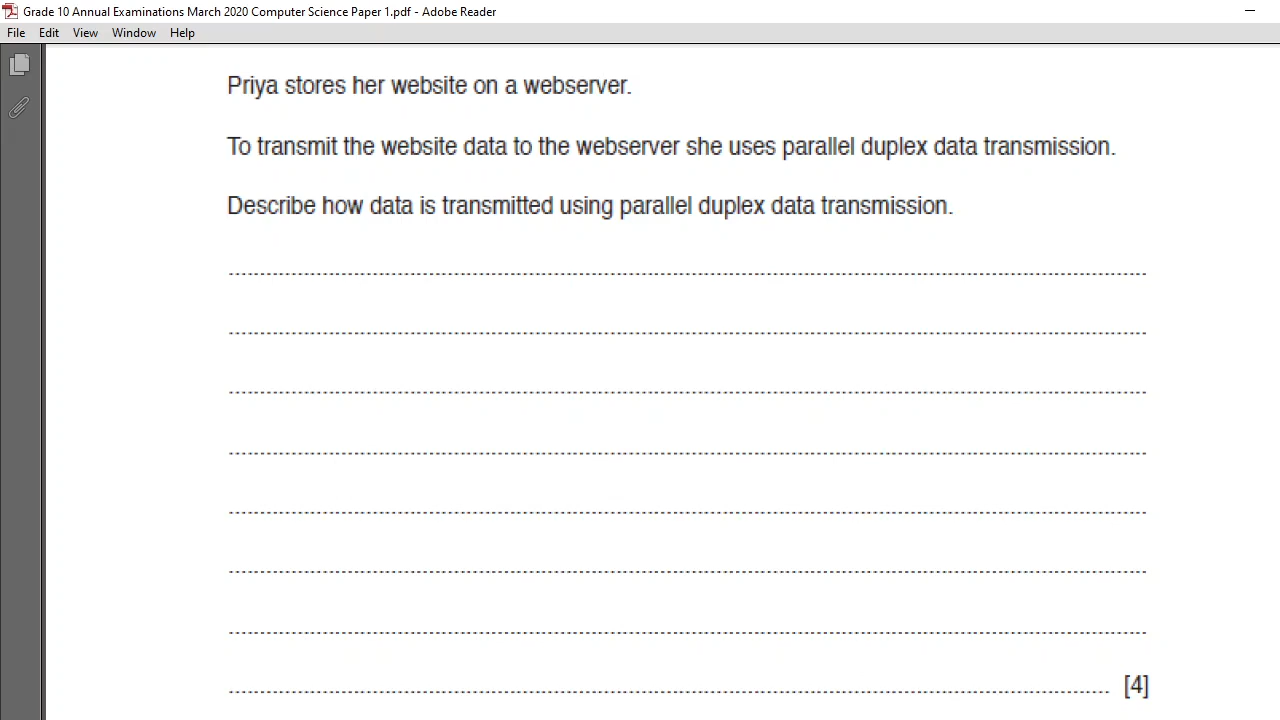 Grade 10 Annual Examinations March 2020 Computer Science Paper 1.pdf - Adobe Reader
File Edit View Window Help
Priya stores her website on a webserver.
To transmit the website data to the webserver she uses parallel duplex data transmission.
Describe how data is transmitted using parallel duplex data transmission.
[4]